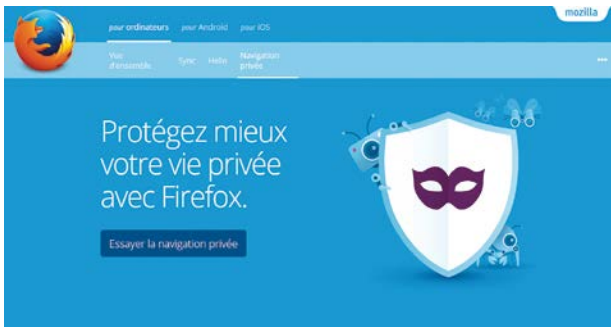 mozilla
pour ordinateurs pour Android pour iOS
Vue
d'ensemble Sync Hello Navigation
privée
Protégez mieux
votre vie privée
avec Firefox.
Essayer la navigation privée